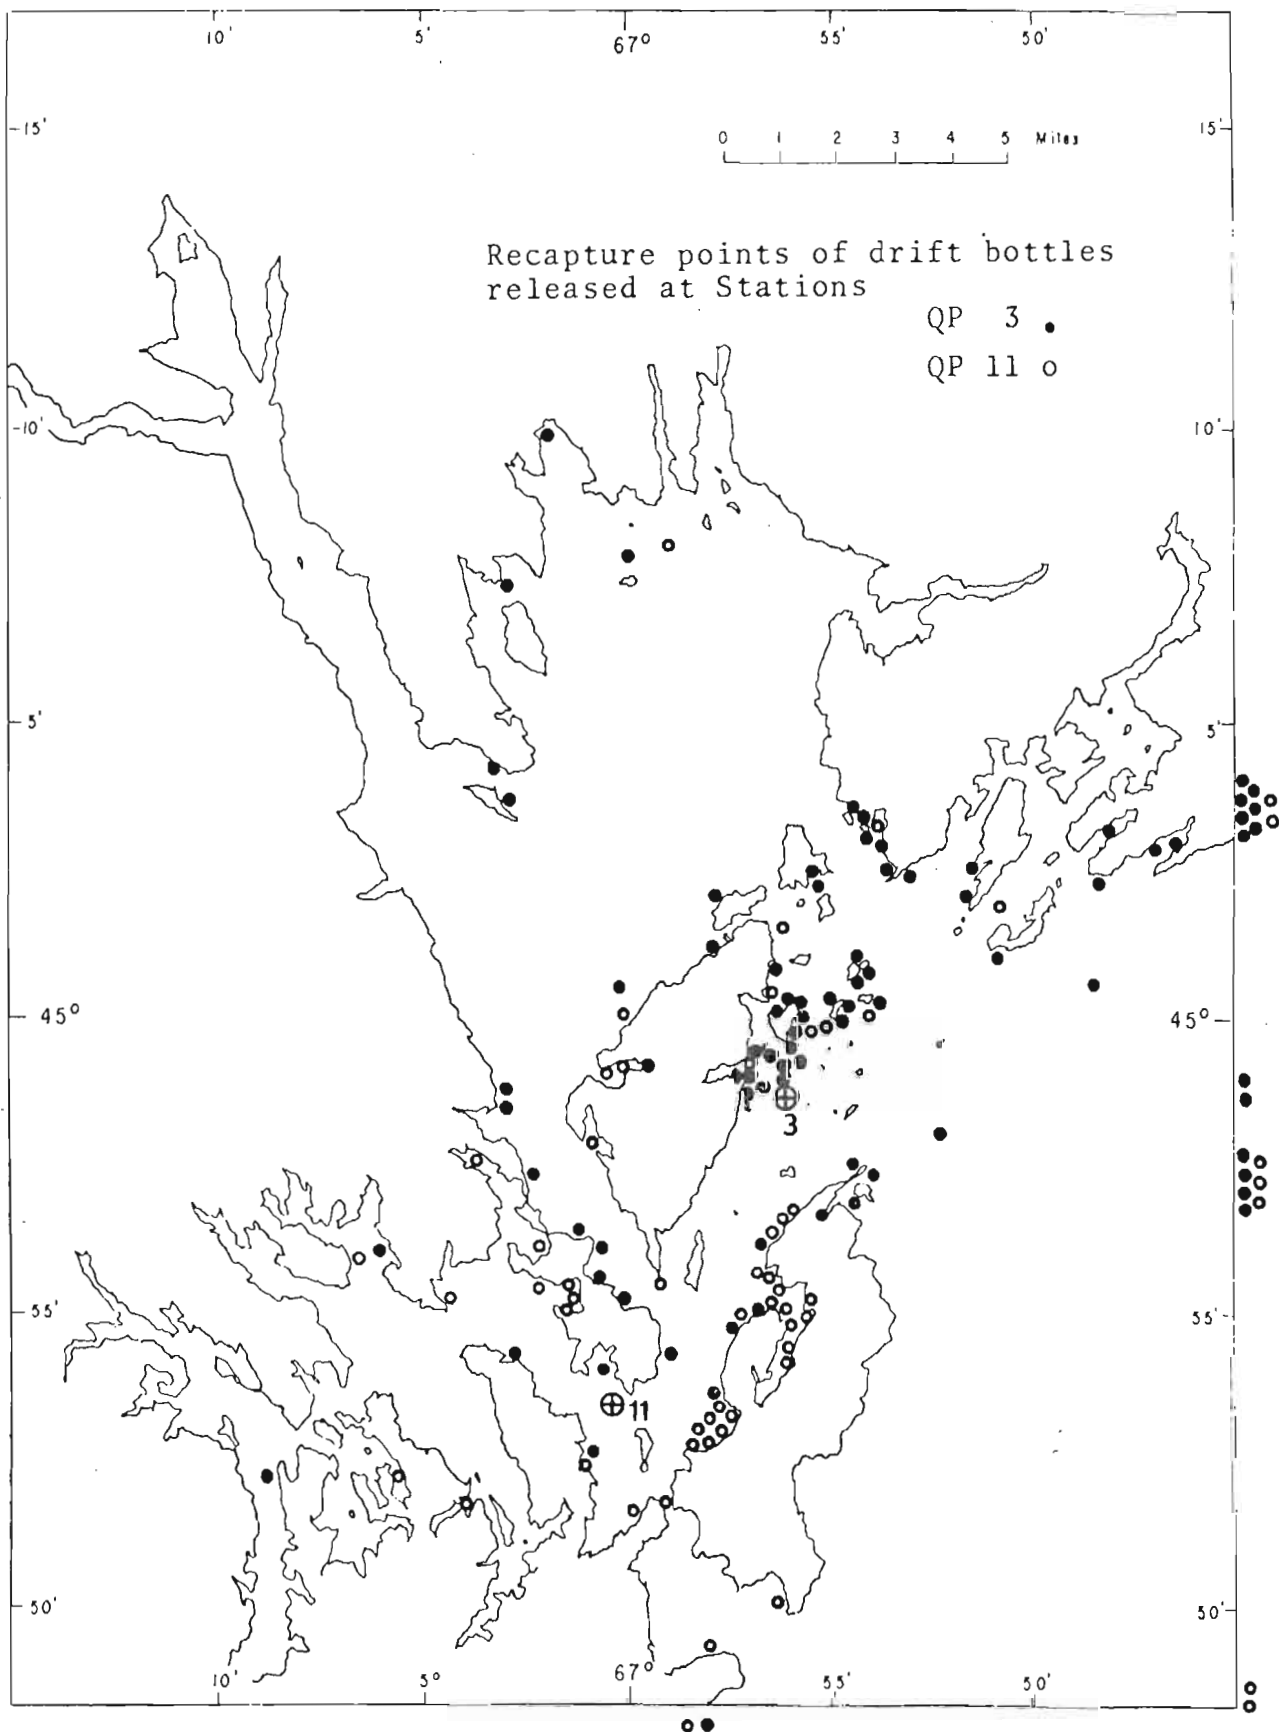 10' 5' 67° 55' 50'
15' 15'
0 1 2 3 4 5 Miles
Recapture points of drift bottles
released at Stations
QP 3
QP 11
10' 10'
5' 5'
45° 45°
3
55' 55'
11
50' 50'
10' 5° 67° 55' 50'